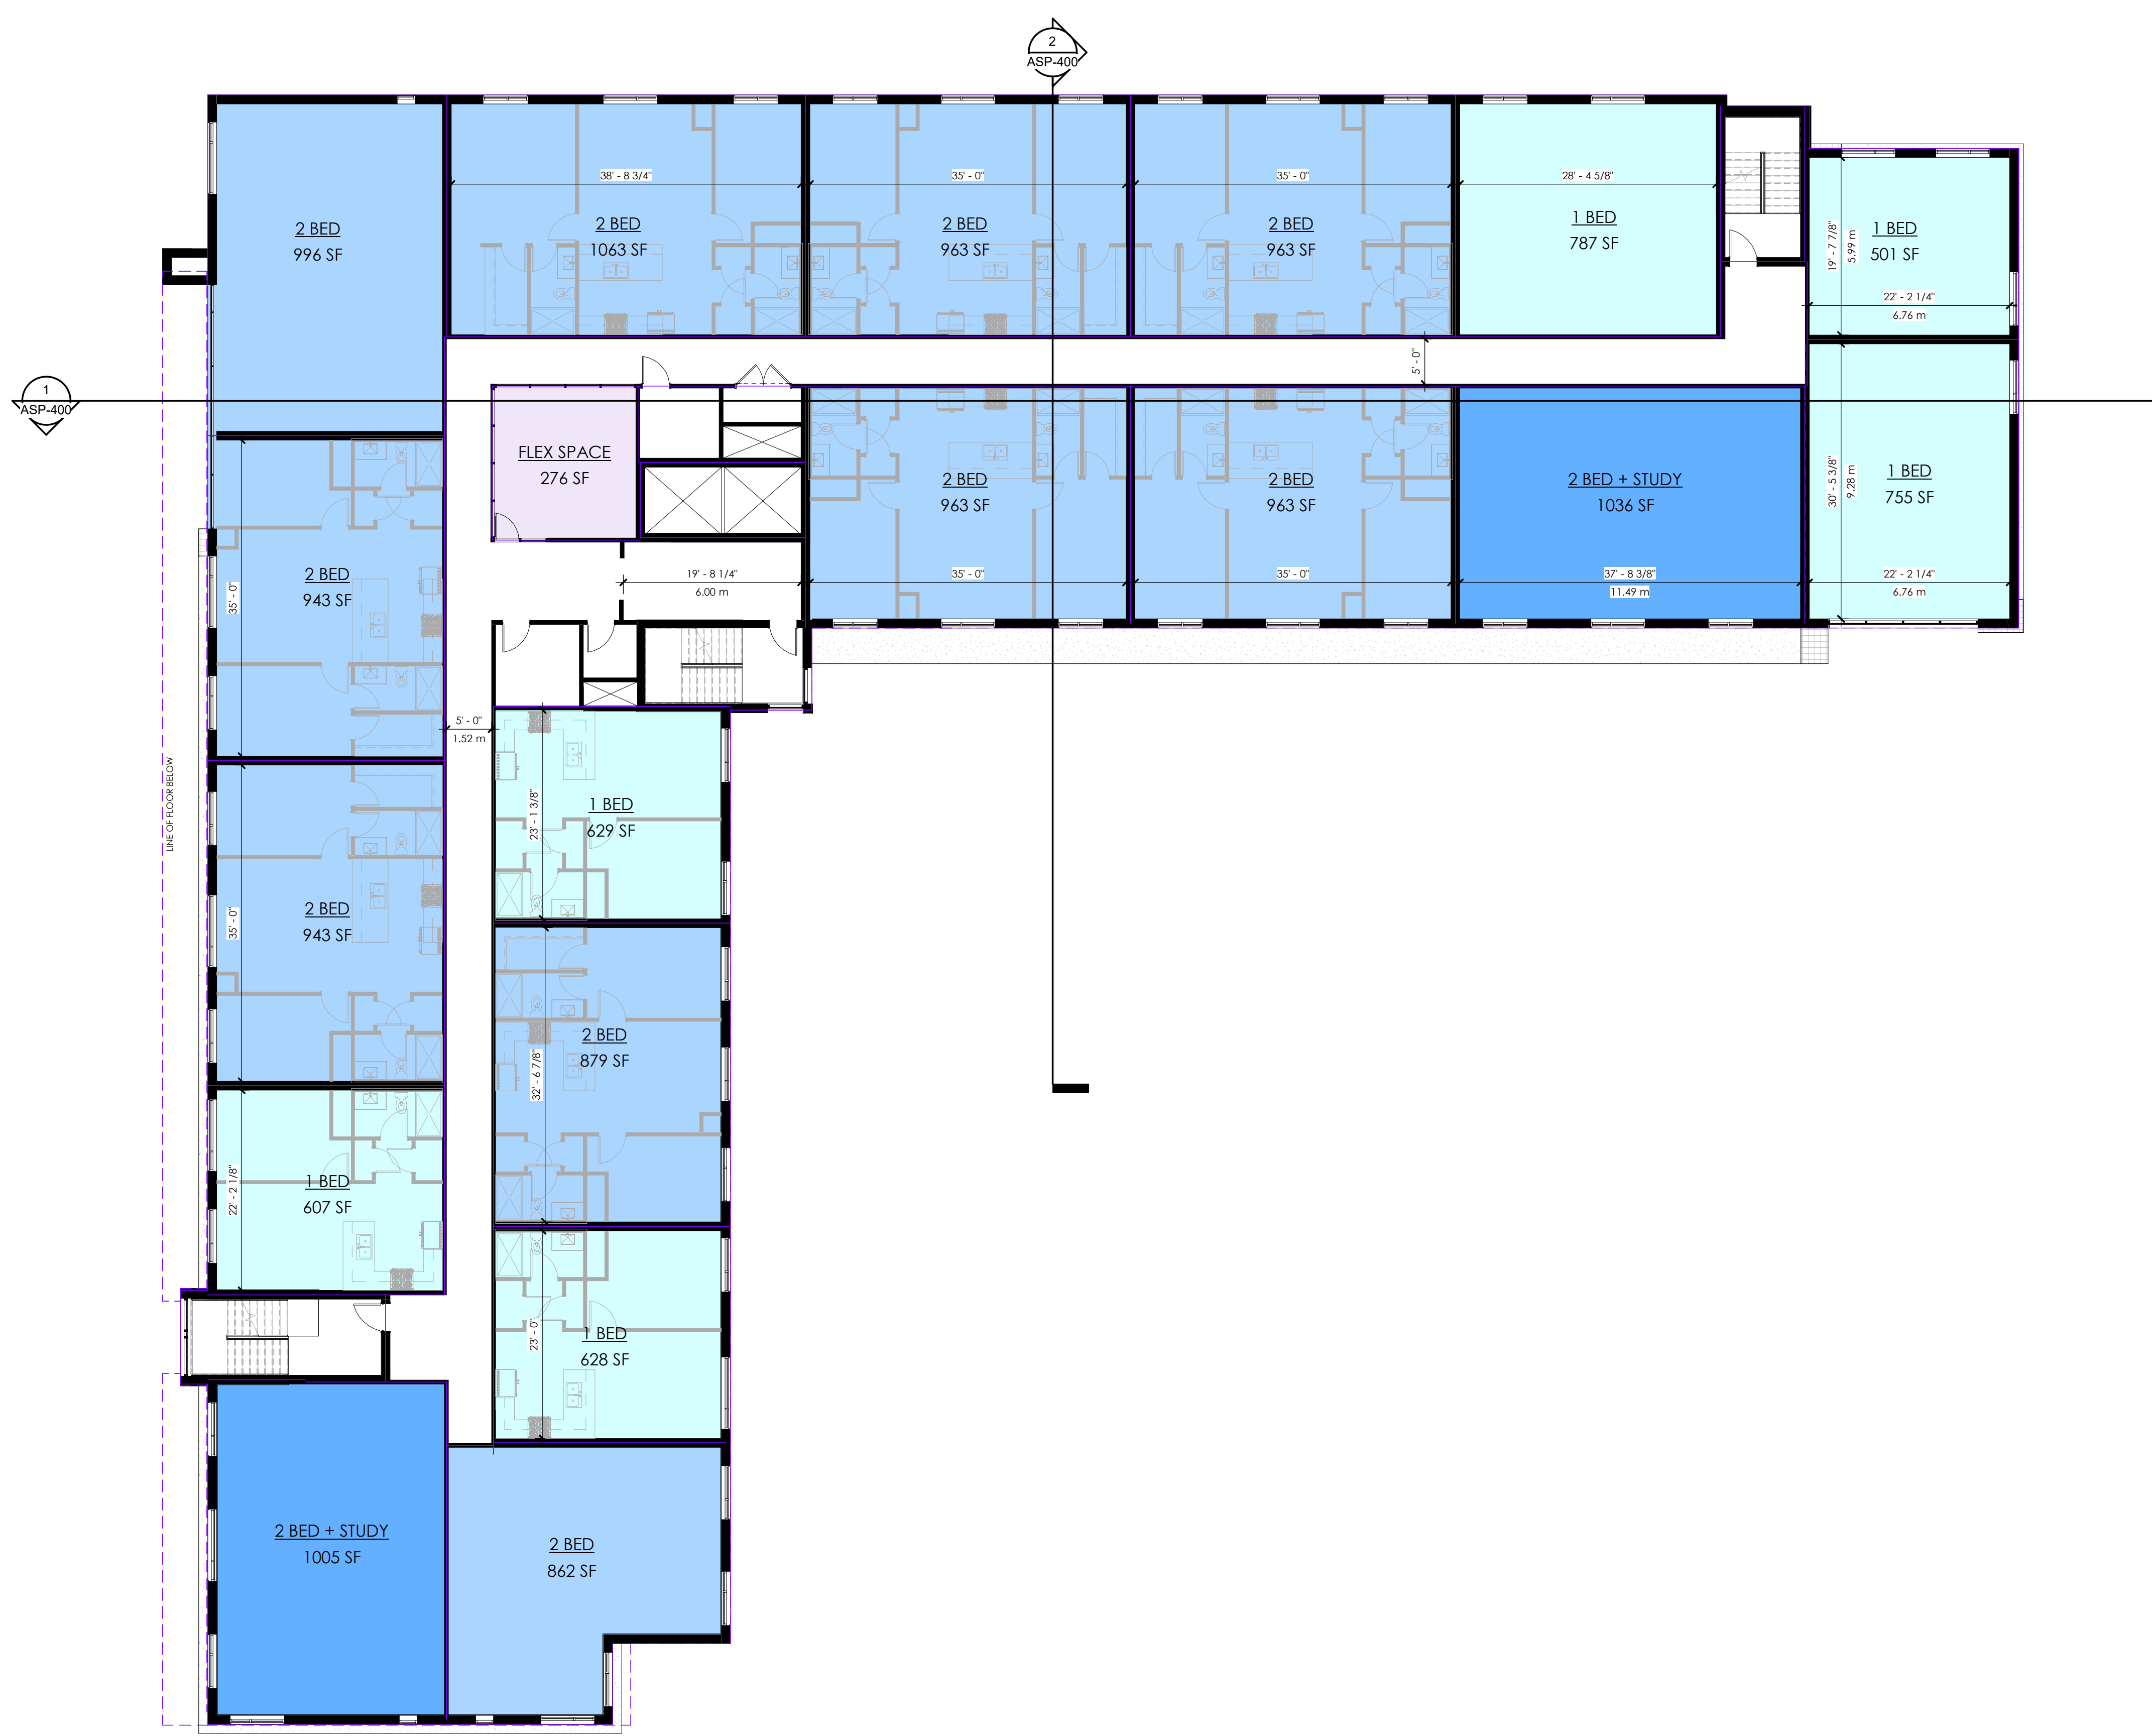 2
ASP-400
38' - 8 3/4"
35' - 0"
35' - 0"
28' - 4 5/8"
2 BED
996 SF
2 BED
1063 SF
2 BED
963 SF
2 BED
963 SF
1 BED
787 SF
1 BED
501 SF
19' - 7 7/8"
5.99 m
22' - 2 1/4"
6.76 m
5' - 0"
1
ASP-400
FLEX SPACE
276 SF
2 BED
963 SF
2 BED
963 SF
2 BED + STUDY
1036 SF
1 BED
755 SF
30' - 5 3/8"
9.28 m
19' - 8 1/4"
6.00 m
35' - 0"
35' - 0"
37' - 8 3/8"
11.49 m
22' - 2 1/4"
6.76 m
2 BED
943 SF
35' - 0"
5' - 0"
1.52 m
LINE OF FLOOR BELOW
1 BED
629 SF
23' - 1 3/8"
2 BED
943 SF
35' - 0"
2 BED
879 SF
32' - 6 7/8"
1 BED
607 SF
22' - 2 1/8"
1 BED
628 SF
23' - 0"
2 BED + STUDY
1005 SF
2 BED
862 SF